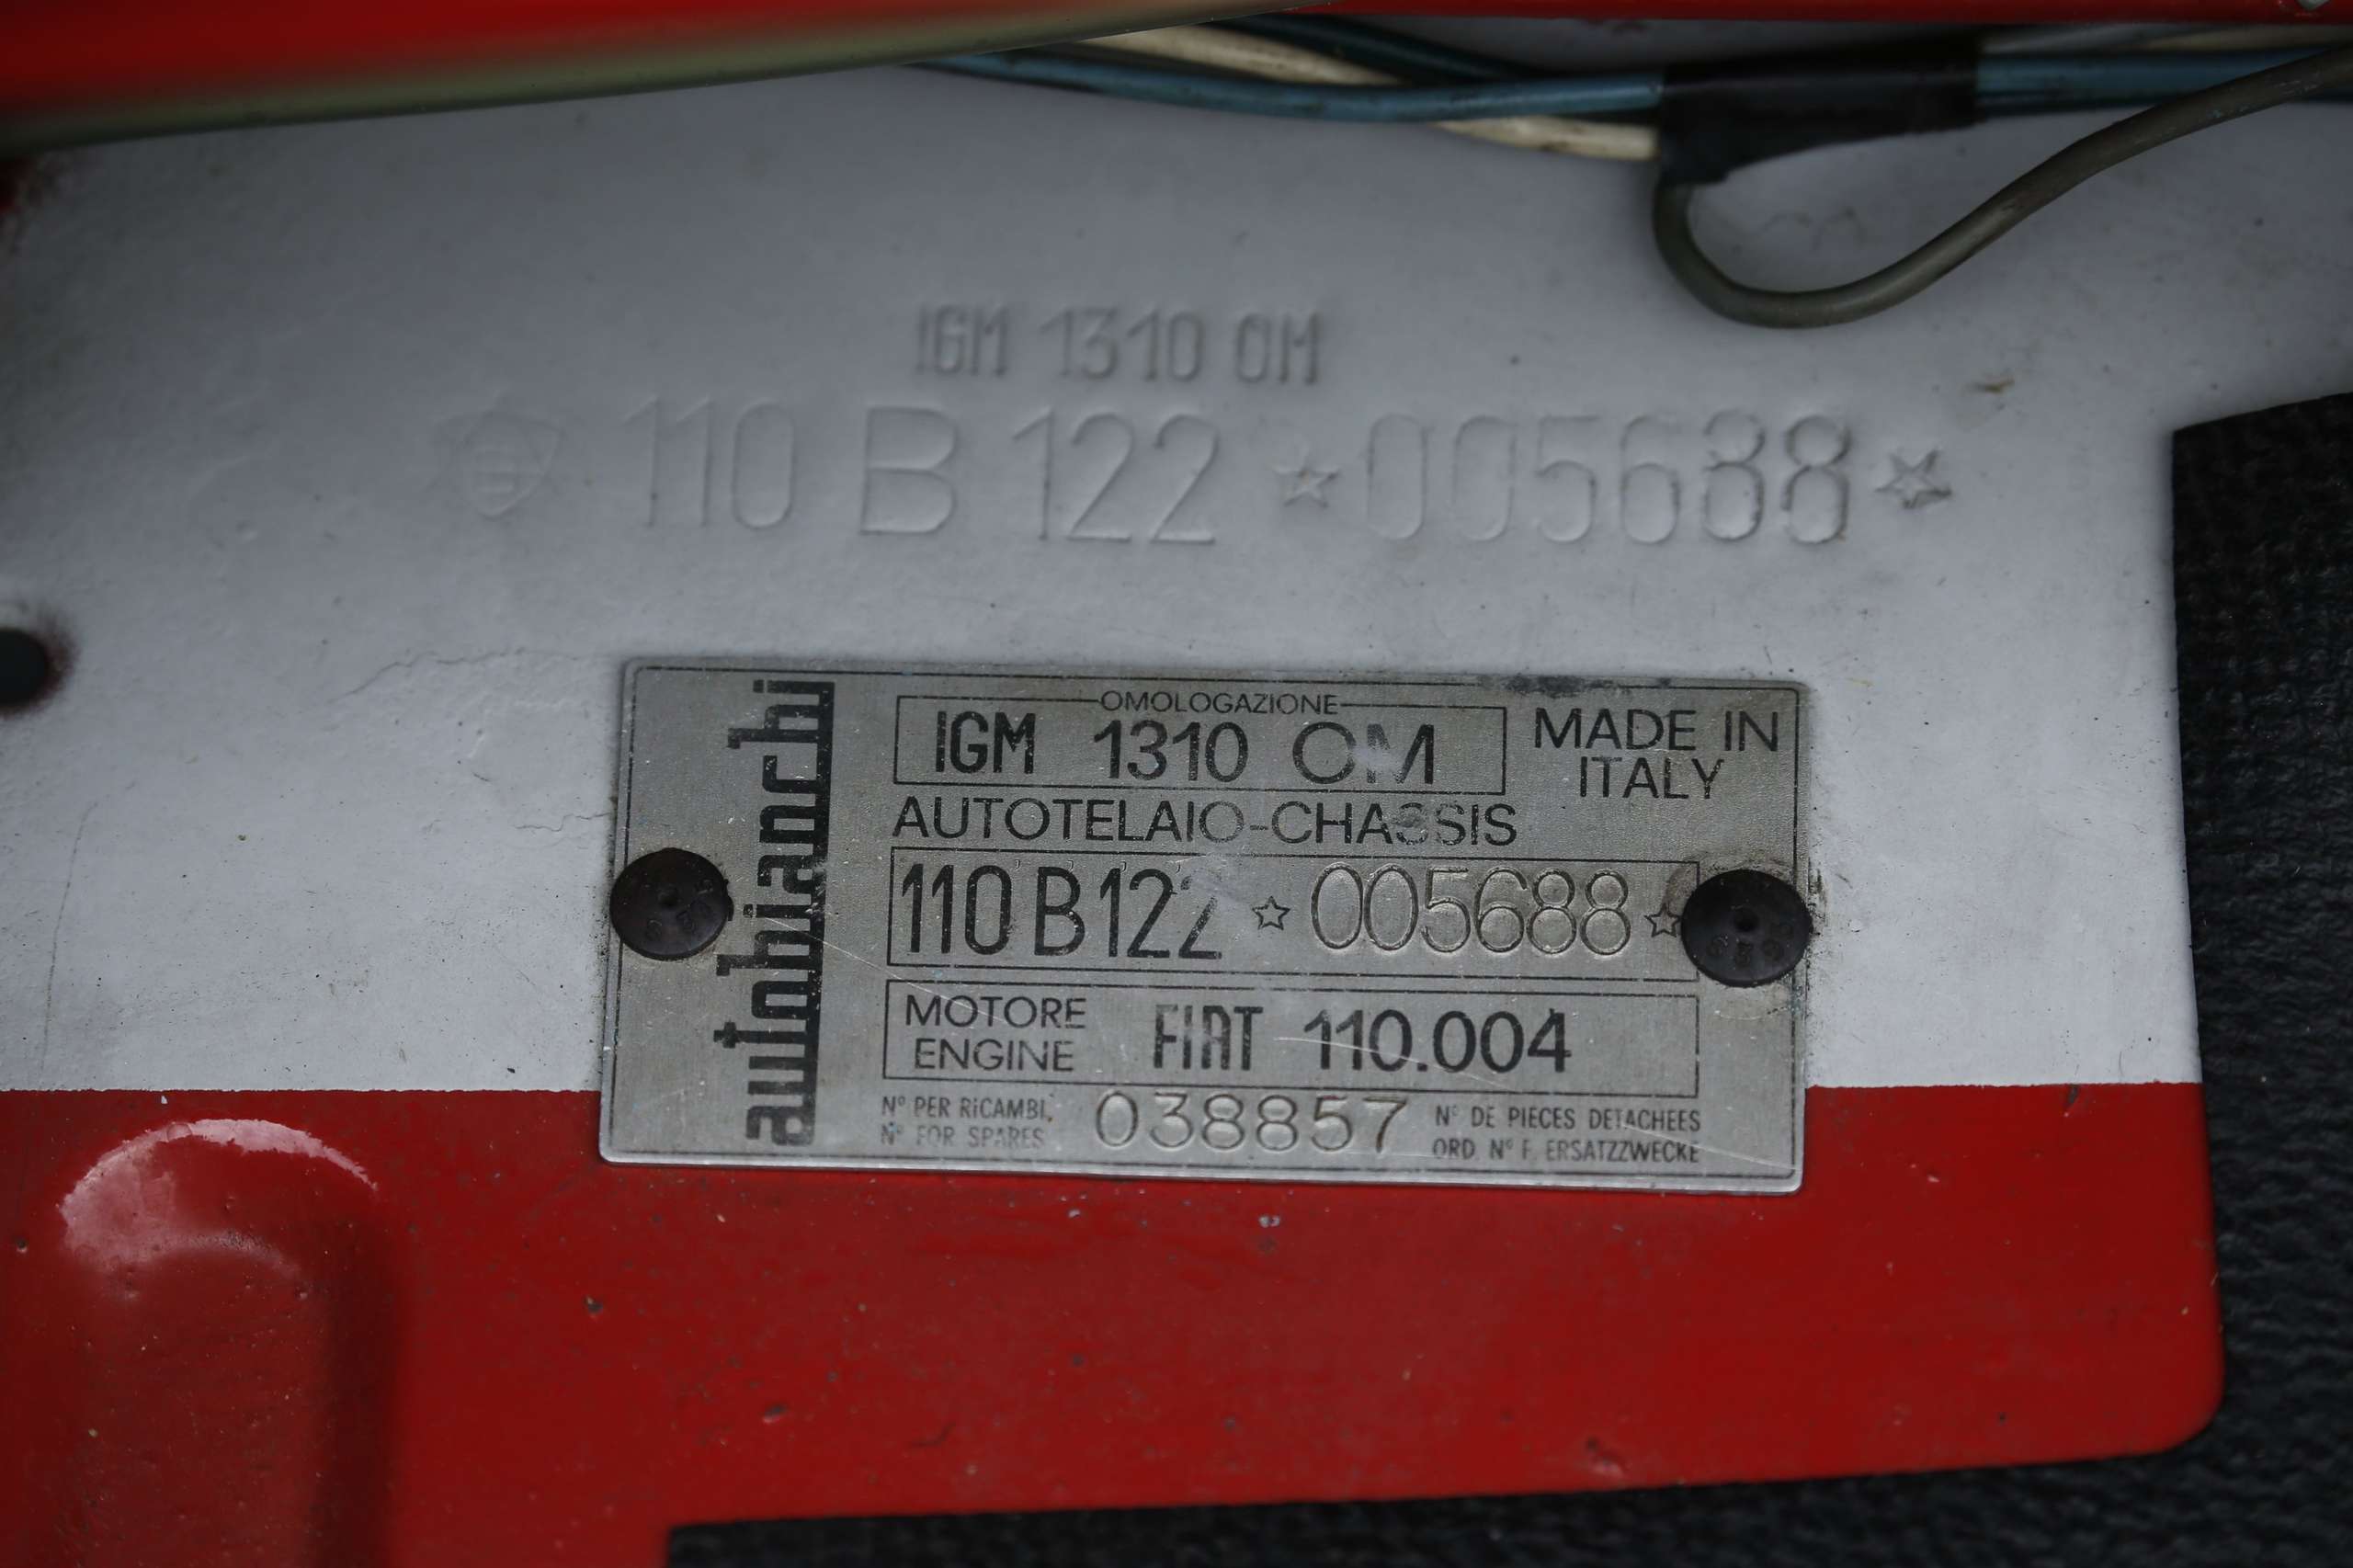 IGM 1310 OM
110 B 122 ☆005688☆
autobianchi
OMOLOGAZIONE
IGM 1310 OM
MADE IN
ITALY
AUTOTELAIO-CHASSIS
110 B 122 ☆ 005688☆
MOTORE
ENGINE
FIAT 110.004
Nº PER RICAMBI.
Nº FOR SPARES
038857
Nº DE PIECES DETACHEES
ORD Nº F. ERSATZZWECKE